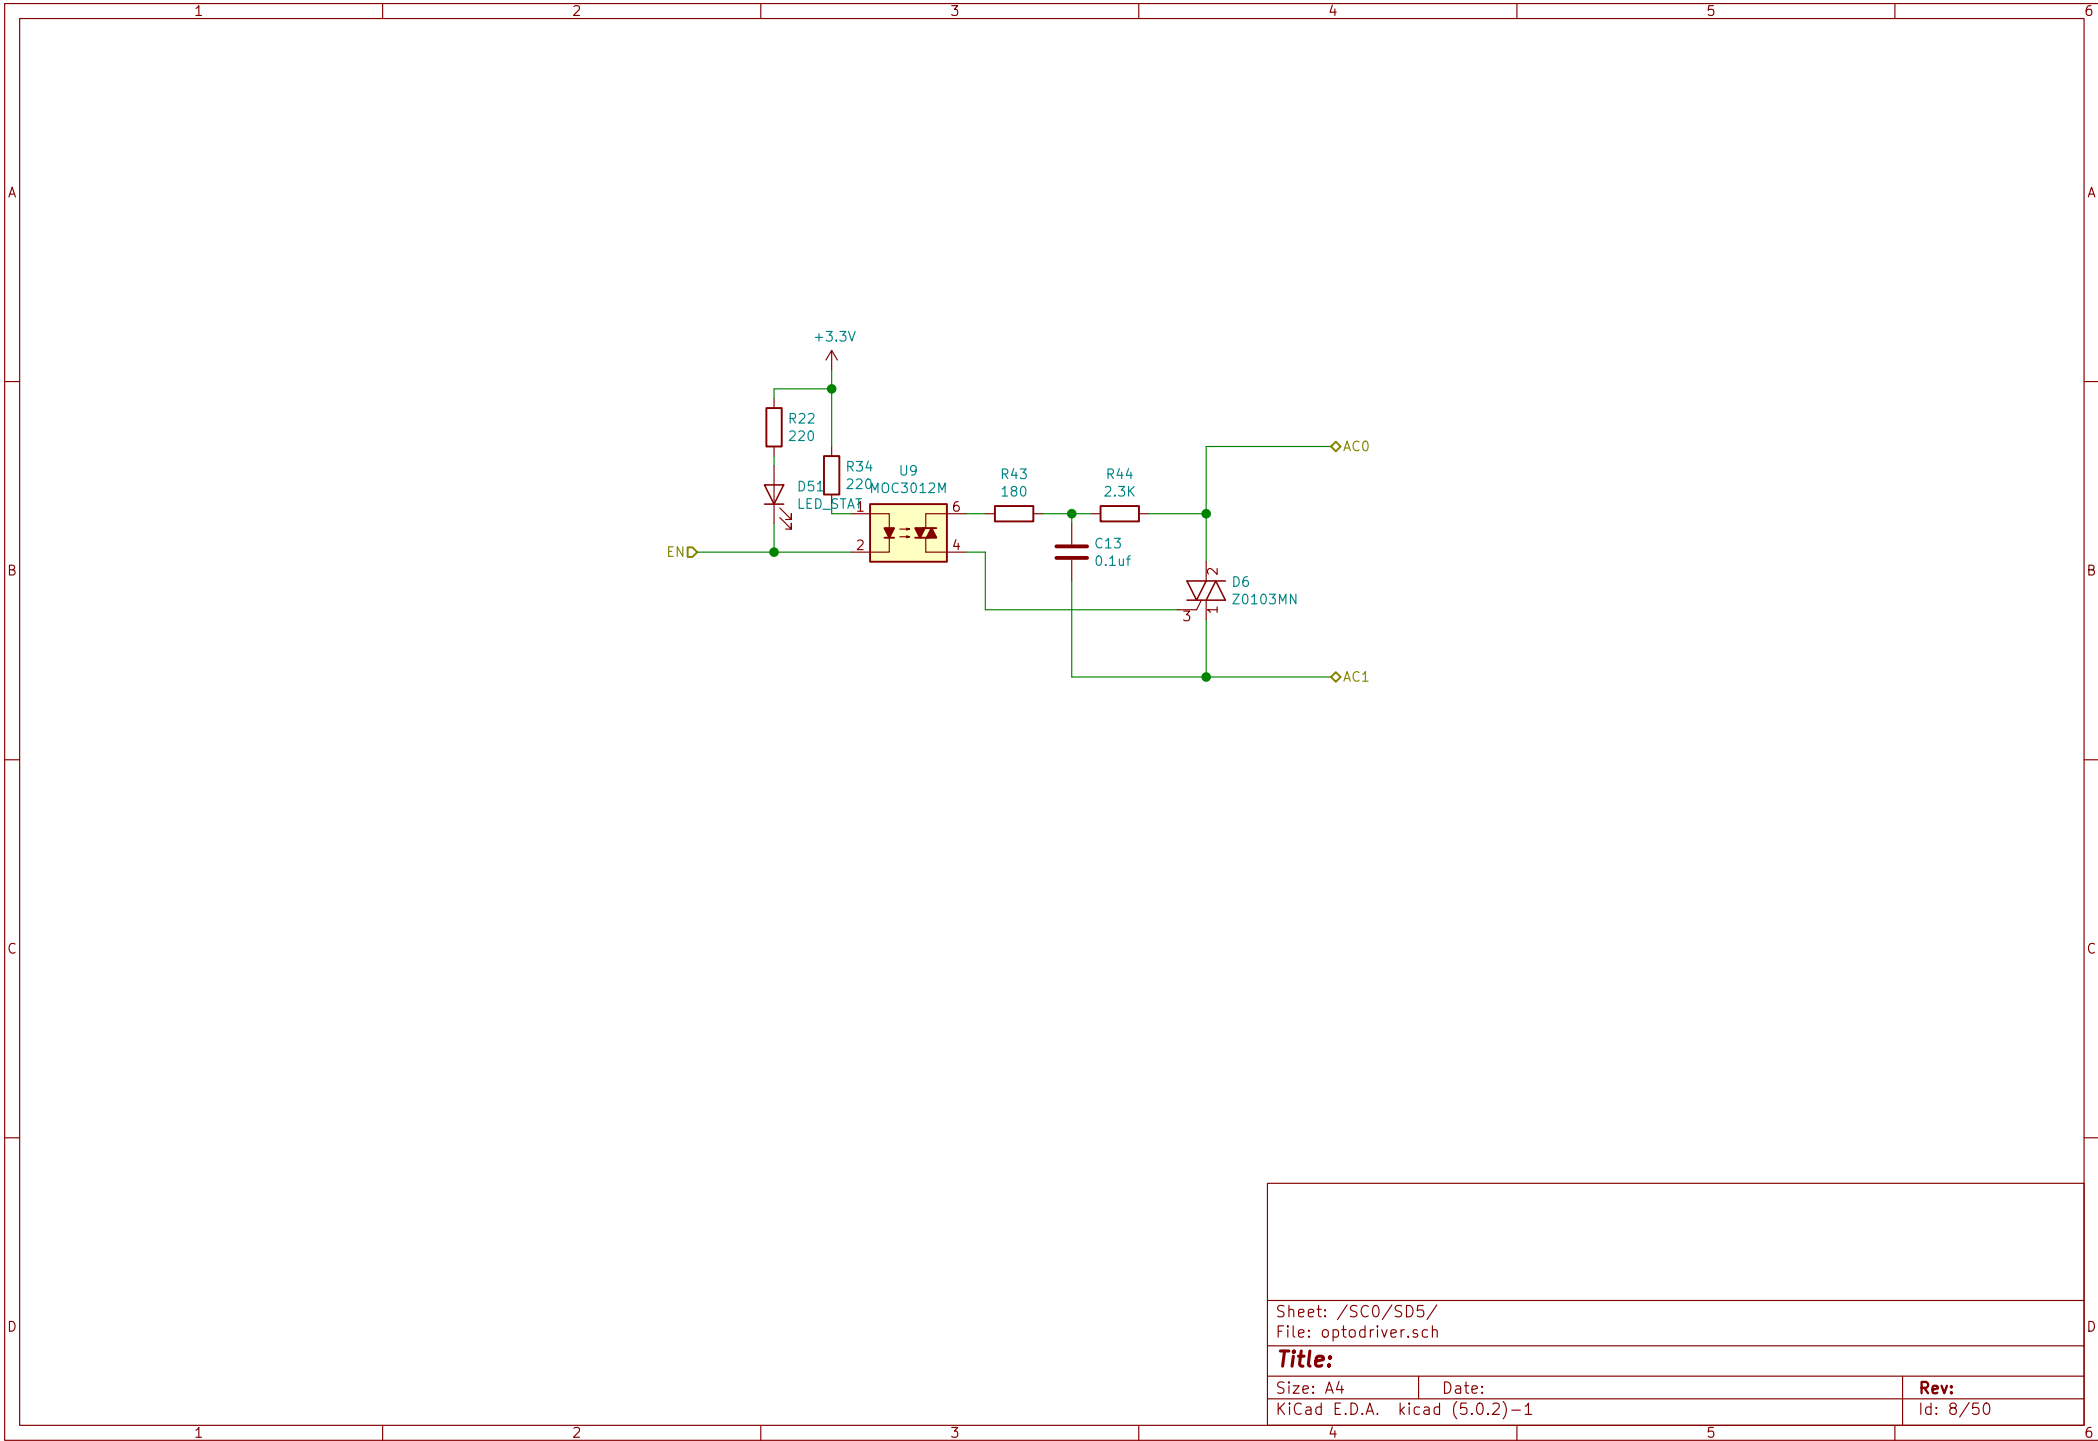 1 2 3 4 5 6
A A
+3.3V
R22
220
AC0
R34
220
U9
MOC3012M
R43
180
R44
2.3K
D51
LED_STAT
1
6
2
4
EN
C13
0.1uf
B B
2
D6
Z0103MN
3
1
AC1
C C
Sheet: /SC0/SD5/
D D
File: optodriver.sch
Title:
Size: A4 Date: Rev:
KiCad E.D.A. kicad (5.0.2)-1 Id: 8/50
1 2 3 4 5 6